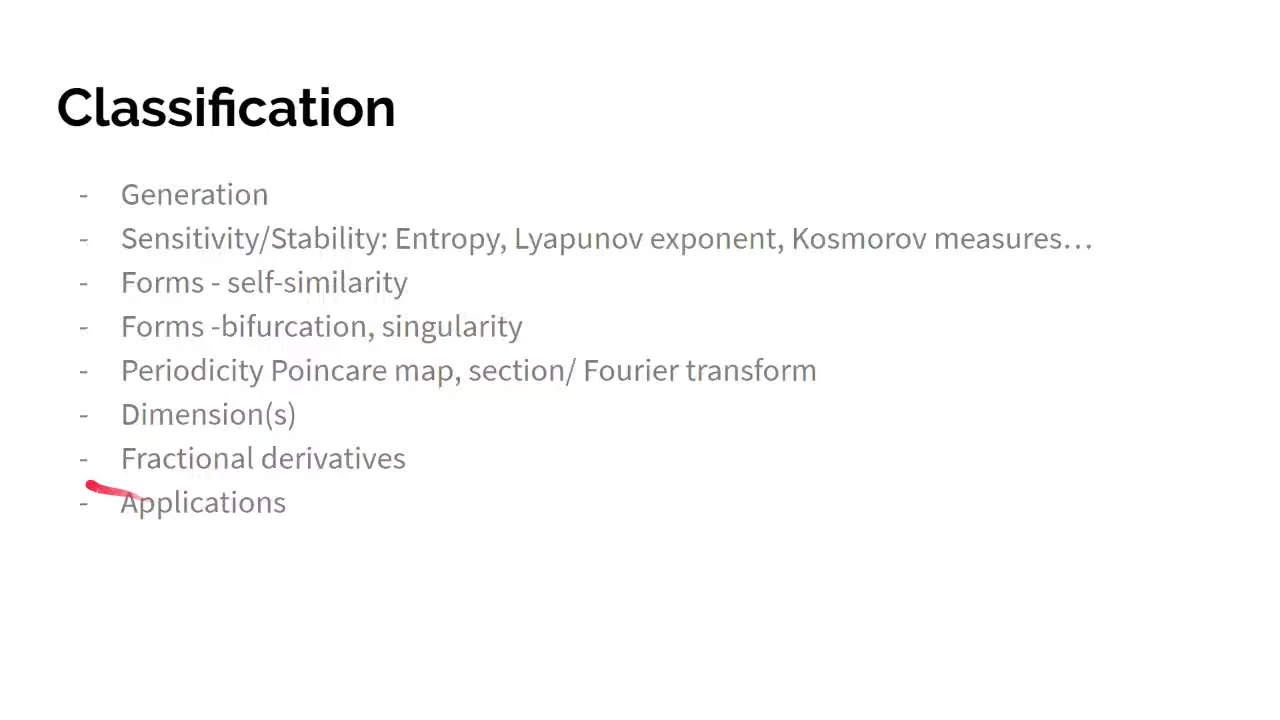 Classification
- Generation
- Sensitivity/Stability: Entropy, Lyapunov exponent, Kosmorov measures…
- Forms - self-similarity
- Forms -bifurcation, singularity
- Periodicity Poincare map, section/ Fourier transform
- Dimension(s)
- Fractional derivatives
- Applications